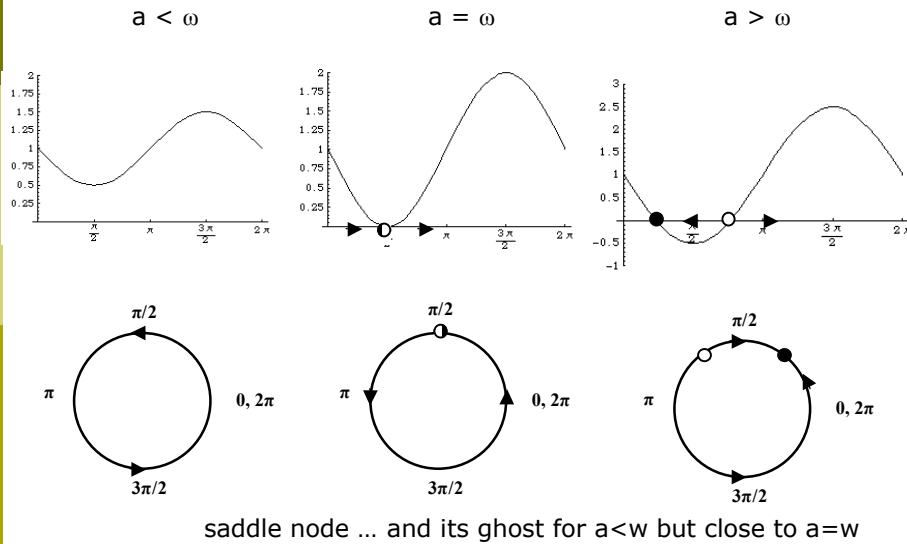 a < ω
a = ω
a > ω
2
1.75
1.5
1.25
1
0.75
0.5
0.25
π/2
π
3π/2
2π
2
1.75
1.5
1.25
1
0.75
0.5
0.25
π
3π/2
2π
3
2.5
2
1.5
1
0.5
-0.5
-1
π/2
π
3π/2
2π
π/2
π
0, 2π
3π/2
π/2
π
0, 2π
3π/2
π/2
π
0, 2π
3π/2
saddle node ... and its ghost for a<w but close to a=w